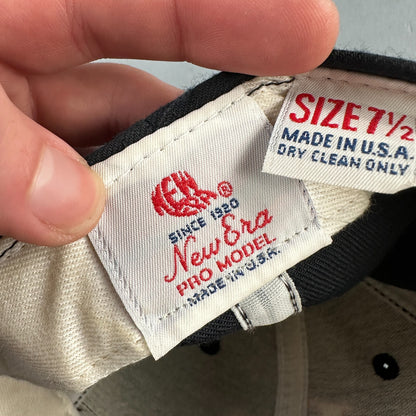 NEW ERA®
SINCE 1920
New Era
PRO MODEL
MADE IN U.S.A.
SIZE 7½
MADE IN U.S.A.
DRY CLEAN ONLY